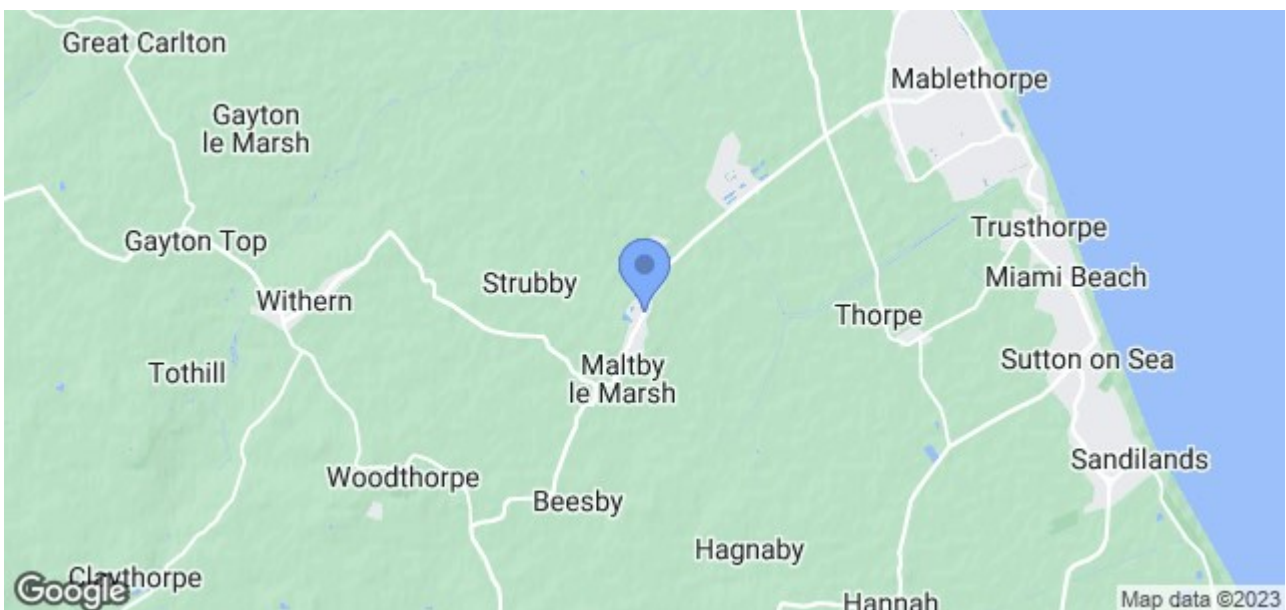 Great Carlton
Mablethorpe
Gayton
le Marsh
Trusthorpe
Gayton Top
Miami Beach
Strubby
Withern
Thorpe
Sutton on Sea
Maltby
le Marsh
Tothill
Sandilands
Woodthorpe
Beesby
Hagnaby
Claythorpe
Google
Hannah
Map data ©2023